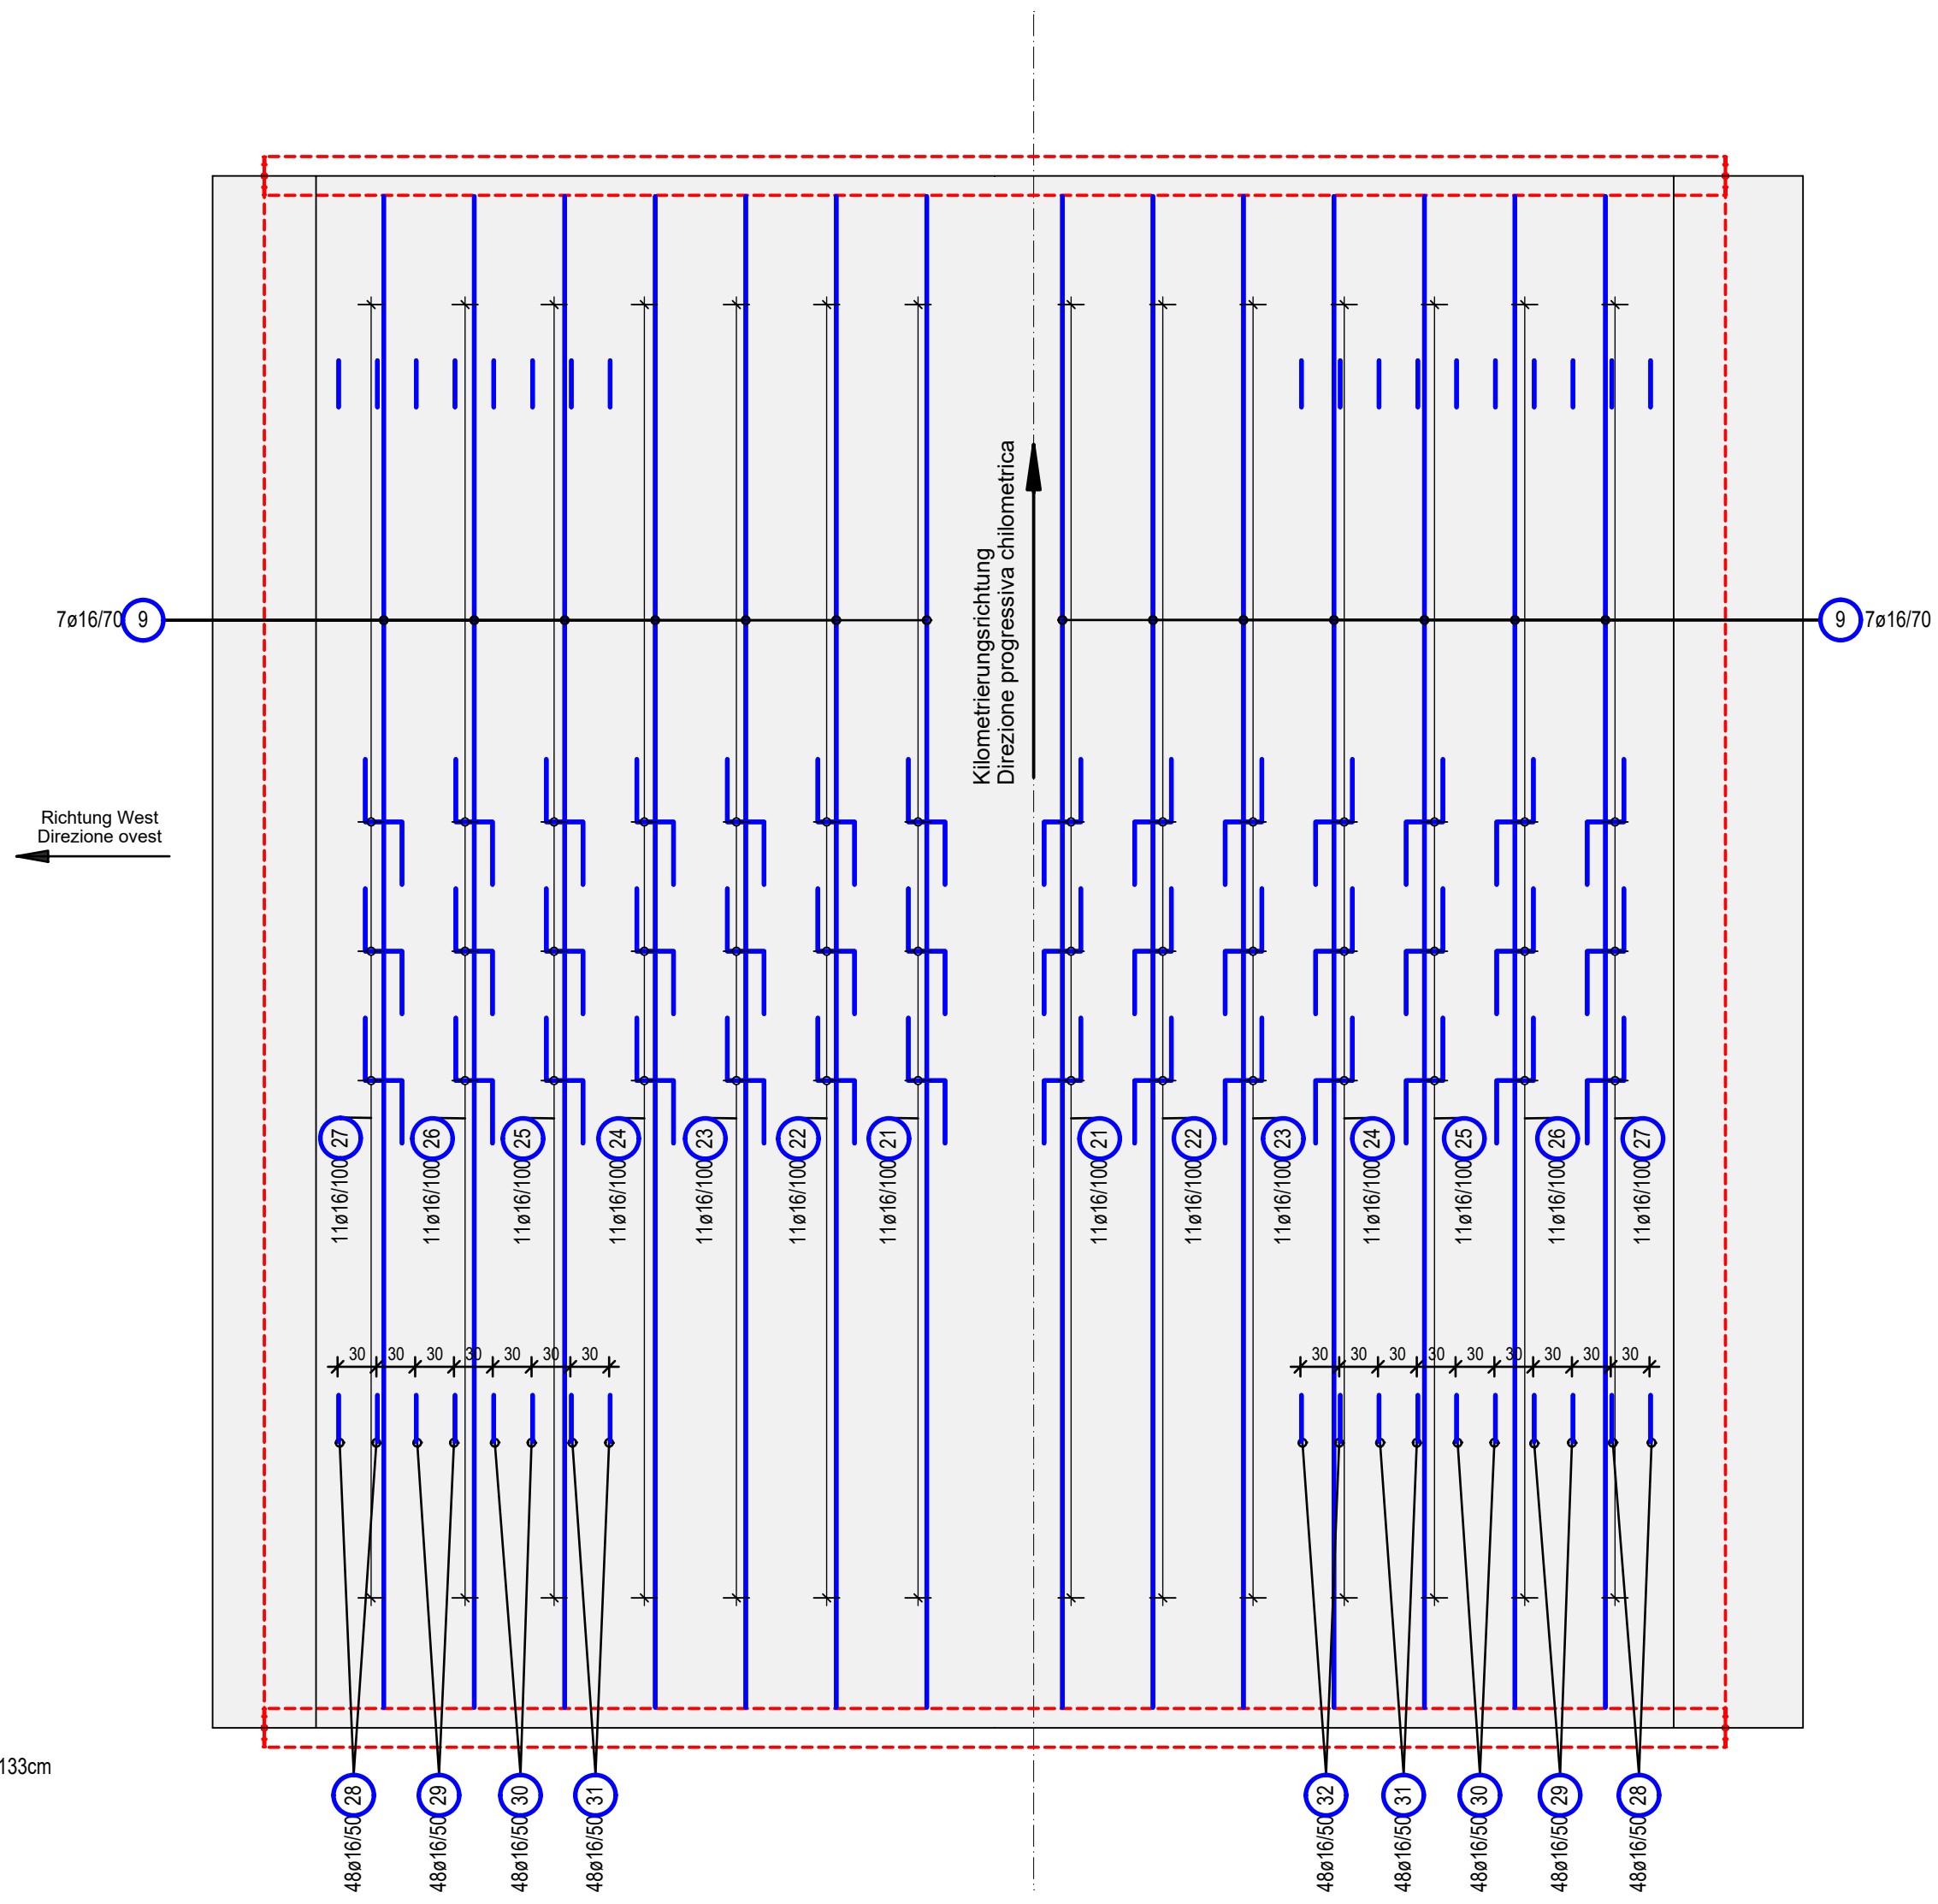 Kilometrierungsrichtung
Direzione progressiva chilometrica
7ø16/70 9
9 7ø16/70
Richtung West
Direzione ovest
27 26 25 24 23 22 21 21 22 23 24 25 26 27
11ø16/100 11ø16/100 11ø16/100 11ø16/100 11ø16/100 11ø16/100 11ø16/100 11ø16/100 11ø16/100 11ø16/100 11ø16/100 11ø16/100 11ø16/100 11ø16/100
30 30 30 30 30 30 30 30 30 30 30 30 30 30 30 30
133cm
28 29 30 31 32 31 30 29 28
48ø16/50 48ø16/50 48ø16/50 48ø16/50 48ø16/50 48ø16/50 48ø16/50 48ø16/50 48ø16/50